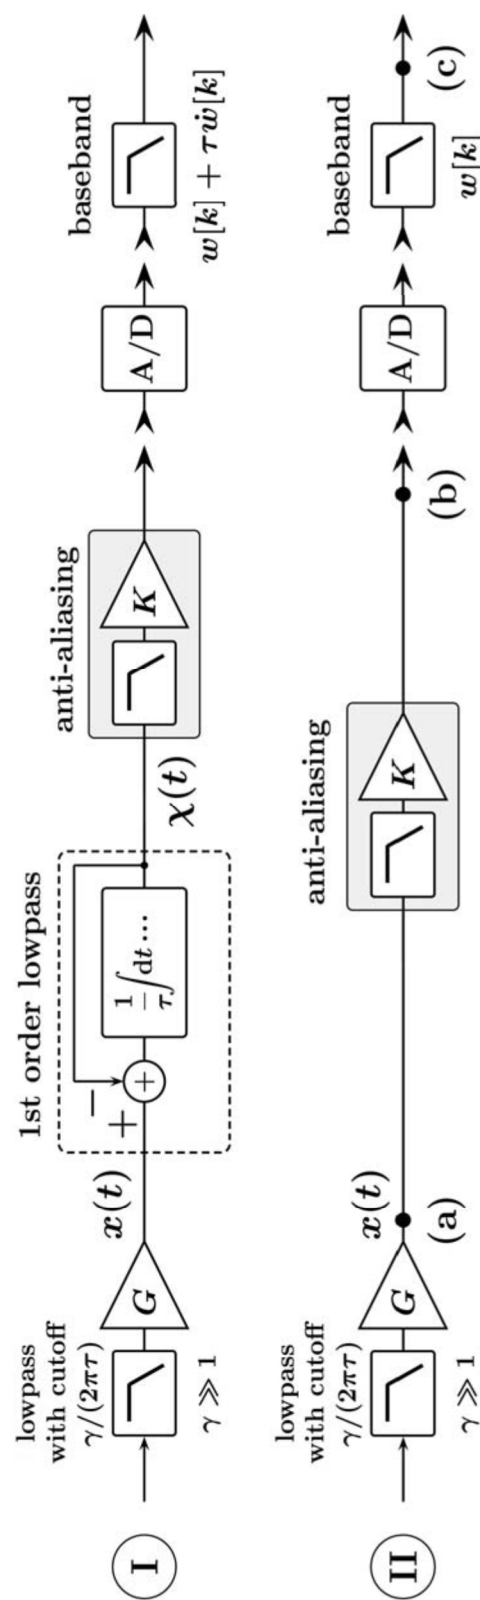 I
lowpass
with cutoff
γ/(2πτ)
γ ≫ 1
G
x(t)
1st order lowpass
+
−
+
1/τ ∫dt ...
χ(t)
anti-aliasing
K
A/D
baseband
w[k] + τẇ[k]
II
lowpass
with cutoff
γ/(2πτ)
γ ≫ 1
G
x(t)
(a)
anti-aliasing
K
(b)
A/D
baseband
w[k]
(c)